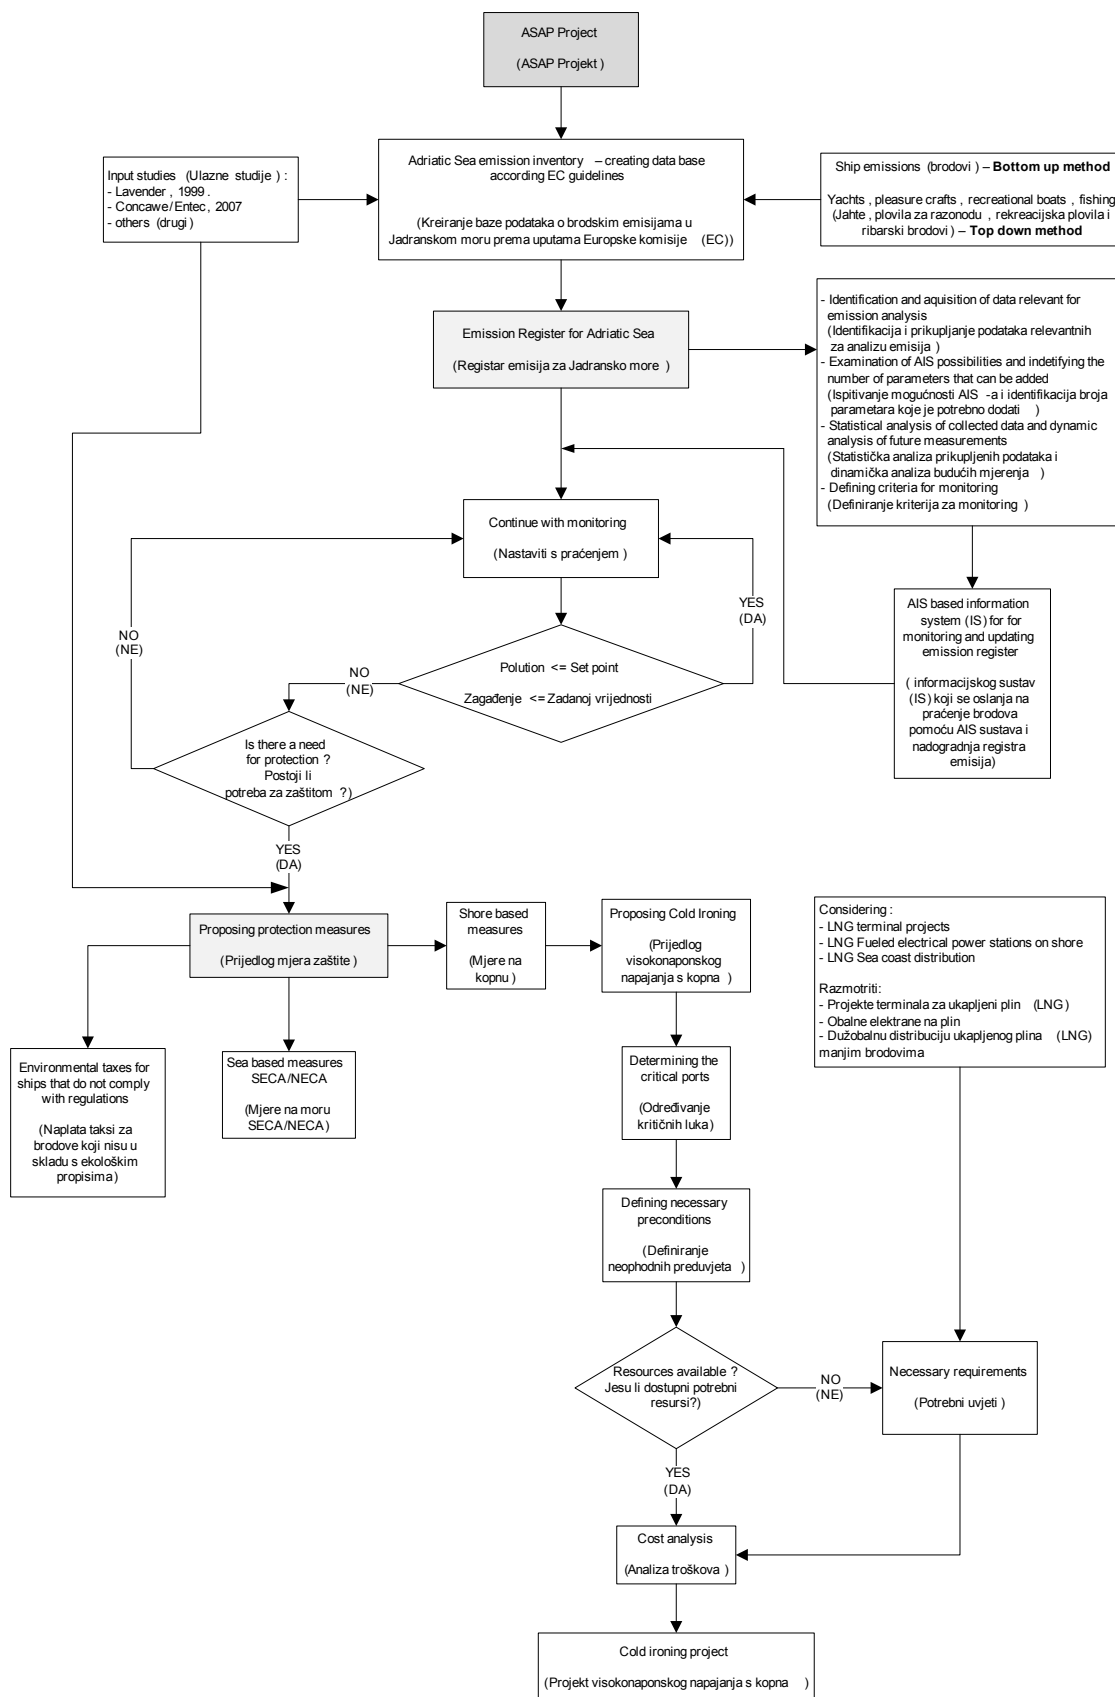 ASAP Project
(ASAP Projekt )
Input studies (Ulazne studije ) :
- Lavender , 1999 .
- Concawe/Entec, 2007
- others (drugi)
Adriatic Sea emission inventory – creating data base
according EC guidelines
(Kreiranje baze podataka o brodskim emisijama u
Jadranskom moru prema uputama Europske komisije (EC))
Ship emissions (brodovi ) – Bottom up method
Yachts , pleasure crafts , recreational boats , fishing
(Jahte , plovila za razonodu , rekreacijska plovila i
ribarski brodovi ) – Top down method
Emission Register for Adriatic Sea
(Registar emisija za Jadransko more )
- Identification and aquisition of data relevant for
emission analysis
(Identifikacija i prikupljanje podataka relevantnih
za analizu emisija )
- Examination of AIS possibilities and indetifying the
number of parameters that can be added
(Ispitivanje mogućnosti AIS -a i identifikacija broja
parametara koje je potrebno dodati )
- Statistical analysis of collected data and dynamic
analysis of future measurements
(Statistička analiza prikupljenih podataka i
dinamička analiza budućih mjerenja )
- Defining criteria for monitoring
(Definiranje kriterija za monitoring )
Continue with monitoring
(Nastaviti s praćenjem )
YES
(DA)
NO
(NE)
AIS based information
system (IS) for for
monitoring and updating
emission register
( informacijskog sustav
(IS) koji se oslanja na
praćenje brodova
pomoću AIS sustava i
nadogradnja registra
emisija)
Polution <= Set point
Zagađenje <= Zadanoj vrijednosti
NO
(NE)
Is there a need
for protection ?
Postoji li
potreba za zaštitom ?)
YES
(DA)
Proposing protection measures
(Prijedlog mjera zaštite )
Shore based
measures
(Mjere na
kopnu )
Proposing Cold Ironing
(Prijedlog
visokonaponskog
napajanja s kopna )
Considering :
- LNG terminal projects
- LNG Fueled electrical power stations on shore
- LNG Sea coast distribution
Razmotriti:
- Projekte terminala za ukapljeni plin (LNG)
- Obalne elektrane na plin
- Dužobalnu distribuciju ukapljenog plina (LNG)
manjim brodovima
Environmental taxes for
ships that do not comply
with regulations
(Naplata taksi za
brodove koji nisu u
skladu s ekološkim
propisima)
Sea based measures
SECA/NECA
(Mjere na moru
SECA/NECA)
Determining the
critical ports
(Određivanje
kritičnih luka)
Defining necessary
preconditions
(Definiranje
neophodnih preduvjeta )
Resources available ?
Jesu li dostupni potrebni
resursi?)
NO
(NE)
Necessary requirements
(Potrebni uvjeti )
YES
(DA)
Cost analysis
(Analiza troškova )
Cold ironing project
(Projekt visokonaponskog napajanja s kopna )